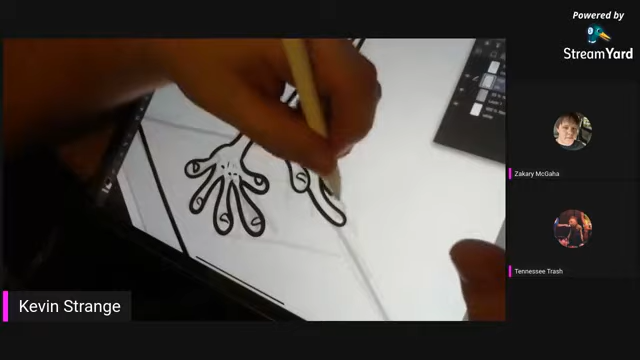 Powered by
StreamYard
Zakary McGaha
Tennessee Trash
Kevin Strange